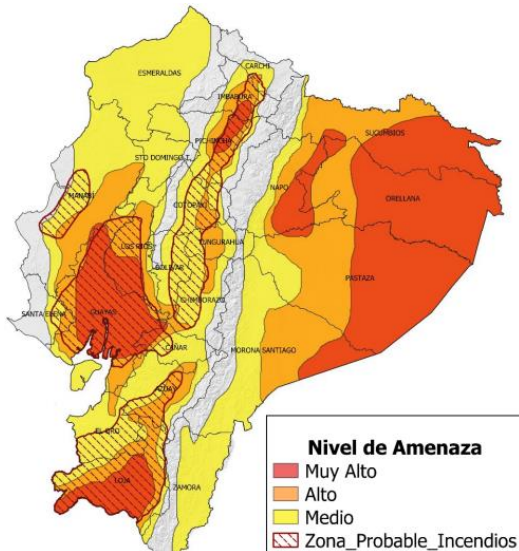 CARCHI
ESMERALDAS
IMBABURA
PICHINCHA
SUCUMBIOS
STO DOMINGO T.
NAPO
ORELLANA
MANABI
COTOPAXI
LOS RIOS
TUNGURAHUA
BOLIVAR
PASTAZA
CHIMBORAZO
SANTA ELENA
GUAYAS
CAÑAR
MORONA SANTIAGO
AZUAY
EL ORO
LOJA
ZAMORA
Nivel de Amenaza
Muy Alto
Alto
Medio
Zona_Probable_Incendios